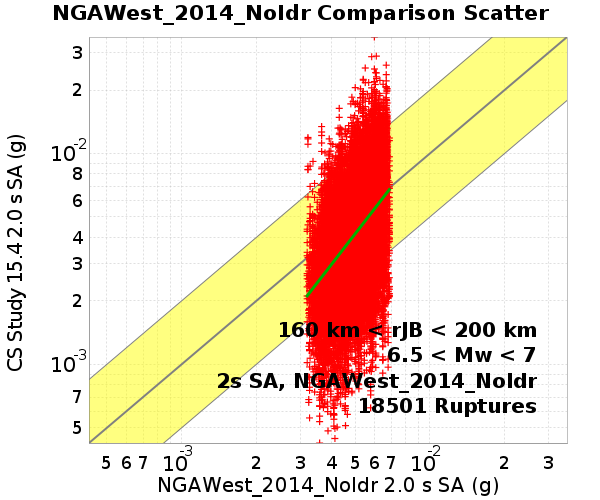 NGAWest_2014_NoIdr Comparison Scatter
CS Study 15.4 2.0 s SA (g)
3
2
10-2
8
6
4
3
2
10-3
7
5
160 km < rJB < 200 km
6.5 < Mw < 7
2s SA, NGAWest_2014_NoIdr
18501 Ruptures
5 6 7 10-3 2 3 4 5 6 7 10-2 2 3
NGAWest_2014_NoIdr 2.0 s SA (g)